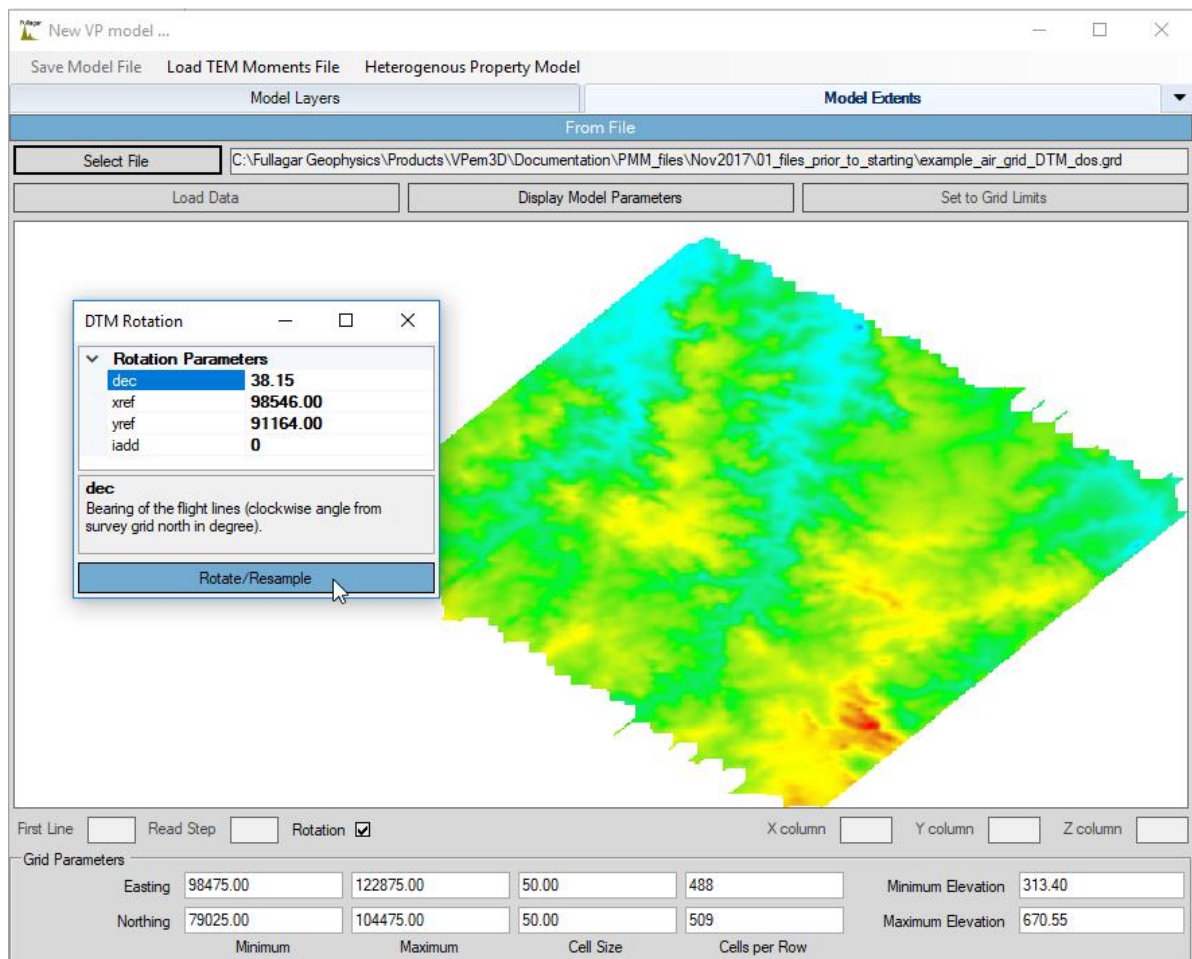 Fullagar
New VP model ...
Save Model File Load TEM Moments File Heterogenous Property Model
Model Layers Model Extents
From File
Select File C:\Fullagar Geophysics\Products\VPem3D\Documentation\PMM_files\Nov2017\01_files_prior_to_starting\example_air_grid_DTM_dos.grd
Load Data Display Model Parameters Set to Grid Limits
DTM Rotation
Rotation Parameters
dec 38.15
xref 98546.00
yref 91164.00
iadd 0
dec
Bearing of the flight lines (clockwise angle from
survey grid north in degree).
Rotate/Resample
First Line Read Step Rotation X column Y column Z column
Grid Parameters
Easting 98475.00 122875.00 50.00 488 Minimum Elevation 313.40
Northing 79025.00 104475.00 50.00 509 Maximum Elevation 670.55
Minimum Maximum Cell Size Cells per Row